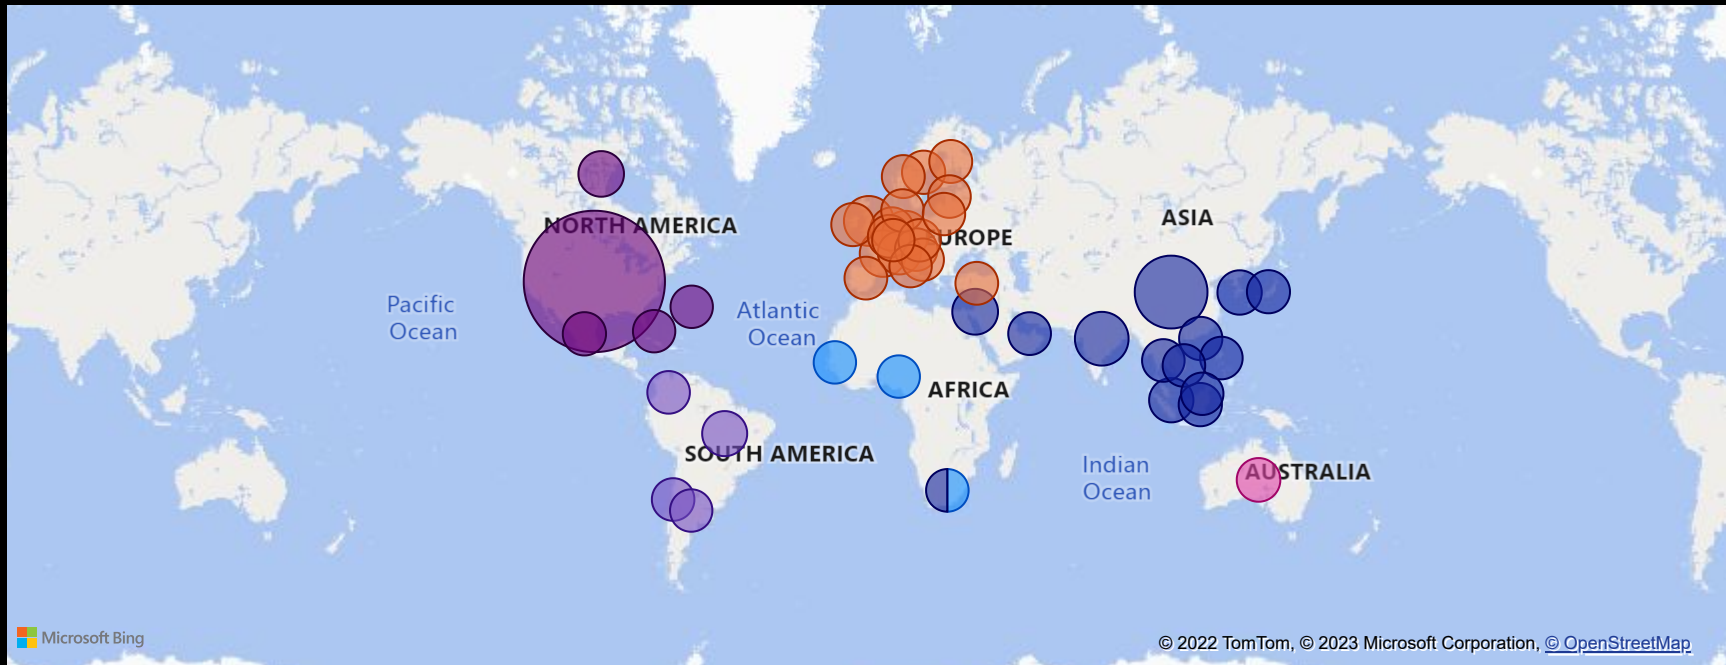 ASIA
NORTH AMERICA
UROPE
Pacific
Ocean
Atlantic
Ocean
AFRICA
SOUTH AMERICA
Indian
Ocean
AUSTRALIA
Microsoft Bing
© 2022 TomTom, © 2023 Microsoft Corporation, © OpenStreetMap